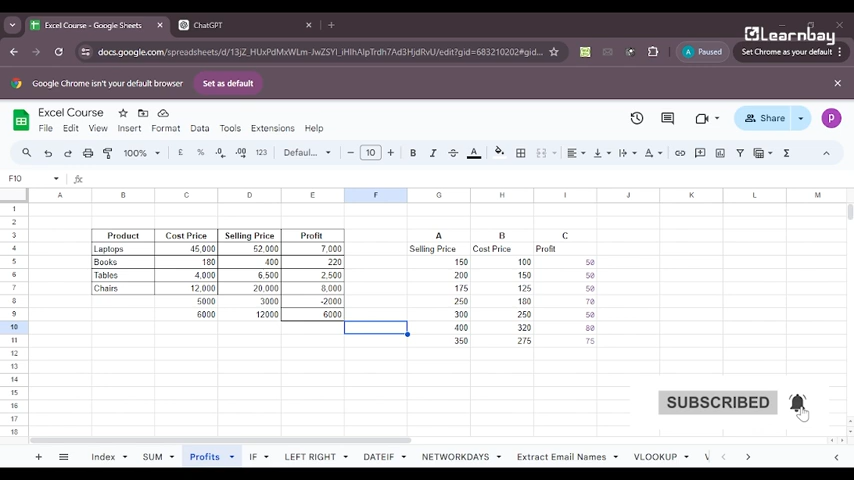 Excel Course - Google Sheets
ChatGPT
Learnbay
docs.google.com/spreadsheets/d/13jZ_HUxPdMxWLm-JwZSYl_iHlhAlpTrdh7Ad3HjdRvU/edit?gid=683210202#gid...
A Paused
Set Chrome as your default
Google Chrome isn't your default browser
Set as default
Excel Course
File Edit View Insert Format Data Tools Extensions Help
Share
P
100% £ % .0 .00 123 Defaul... 10 B I S A
F10 fx
A B C D E F G H I J K L M
1
2
3 Product Cost Price Selling Price Profit A B C
4 Laptops 45,000 52,000 7,000 Selling Price Cost Price Profit
5 Books 180 400 220 150 100 50
6 Tables 4,000 6,500 2,500 200 150 50
7 Chairs 12,000 20,000 8,000 175 125 50
8 5000 3000 -2000 250 180 70
9 6000 12000 6000 300 250 50
10 400 320 80
11 350 275 75
12
13
14
15
16
17
18
SUBSCRIBED
Index SUM Profits IF LEFT RIGHT DATEIF NETWORKDAYS Extract Email Names VLOOKUP V